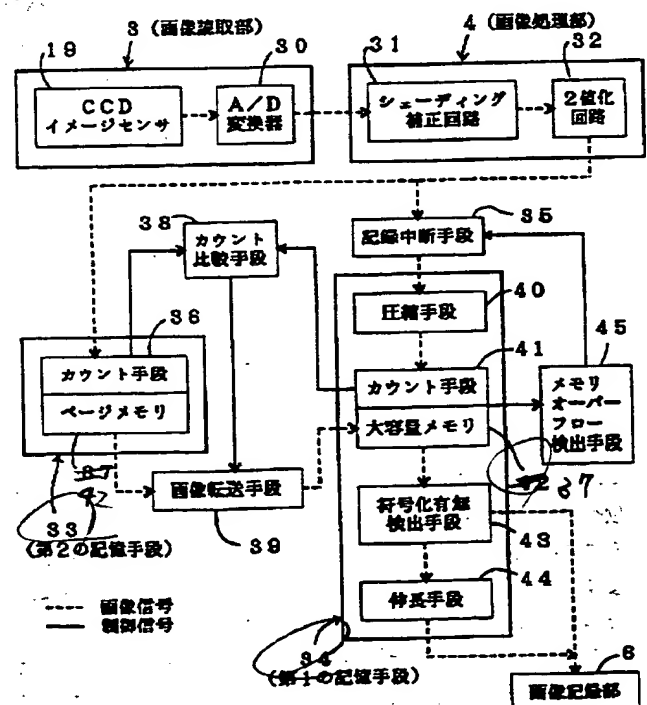 3（画像読取部）
4（画像処理部）
19
30
31
32
CCD
イメージセンサ
A/D
変換器
シェーディング
補正回路
2値化
回路
38
カウント
比較手段
35
記録中断手段
40
圧縮手段
36
カウント手段
ページメモリ
41
カウント手段
大容量メモリ
45
メモリ
オーバー
フロー
検出手段
37
42
33
（第2の記憶手段）
画像転送手段
39
42
37
符号化有無
検出手段
43
伸長手段
44
画像信号
制御信号
34
（第1の記憶手段）
6
画像記録部